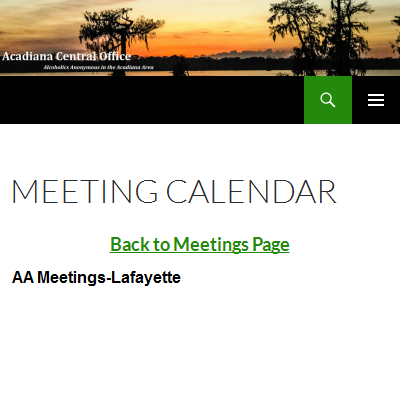 Acadiana Central Office
Alcoholics Anonymous in the Acadiana Area
MEETING CALENDAR
Back to Meetings Page
AA Meetings-Lafayette